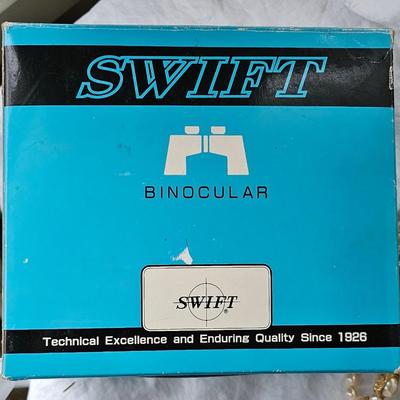 SWIFT
BINOCULAR
SWIFT®
Technical Excellence and Enduring Quality Since 1926